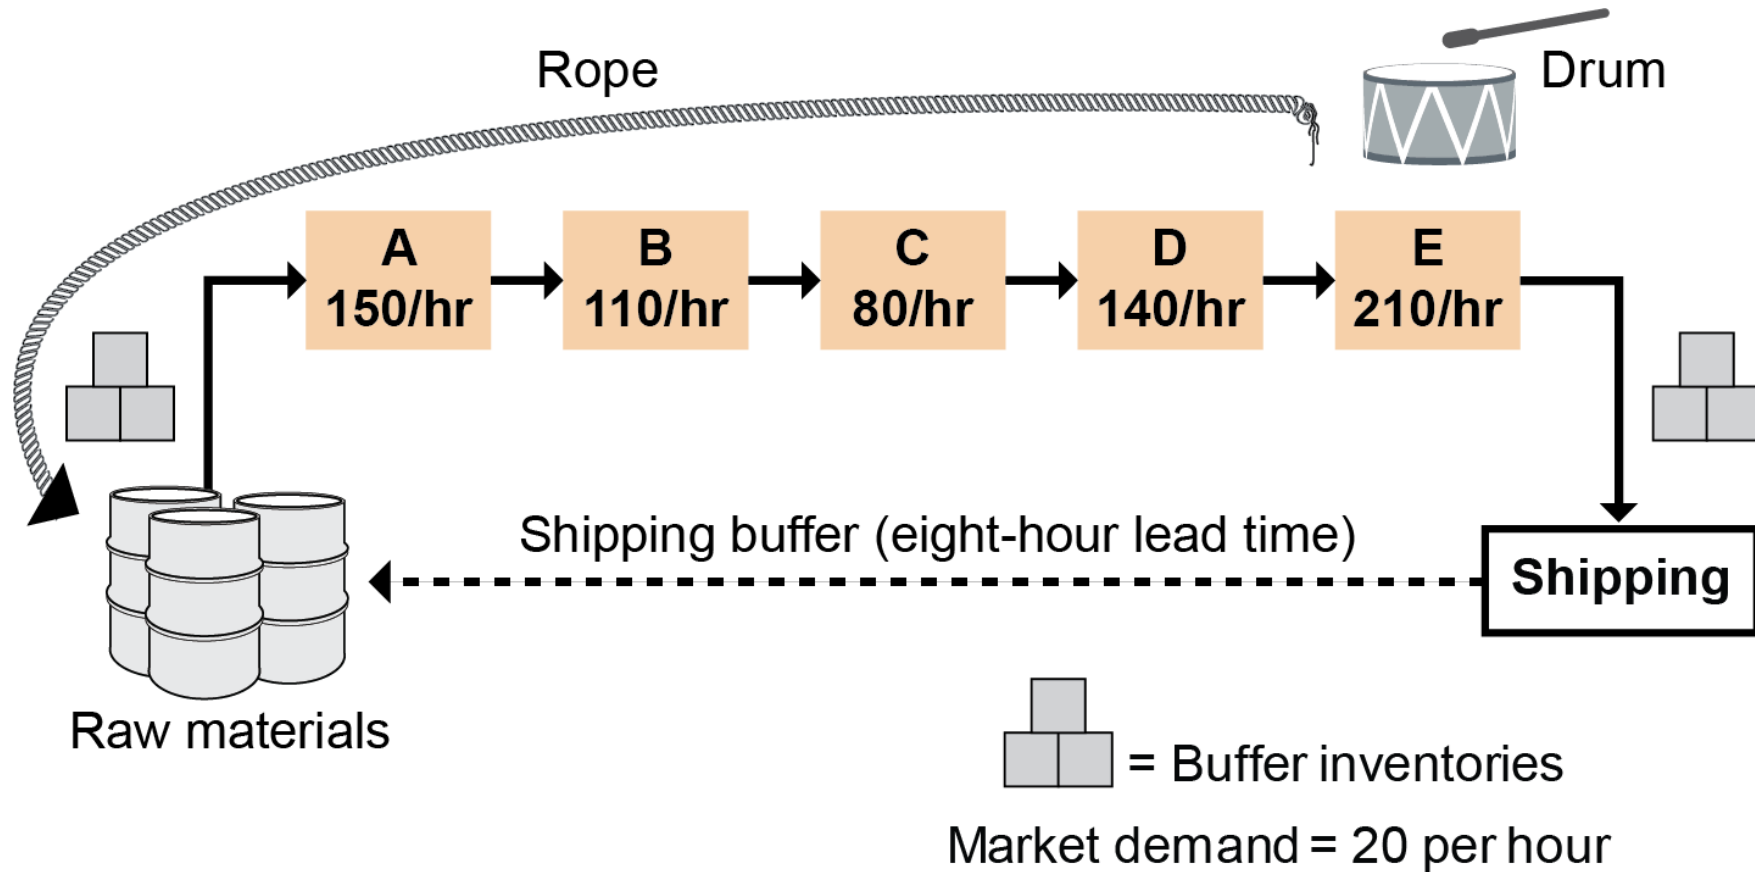 Rope
Drum
A
150/hr
B
110/hr
C
80/hr
D
140/hr
E
210/hr
Shipping buffer (eight-hour lead time)
Shipping
Raw materials
= Buffer inventories
Market demand = 20 per hour